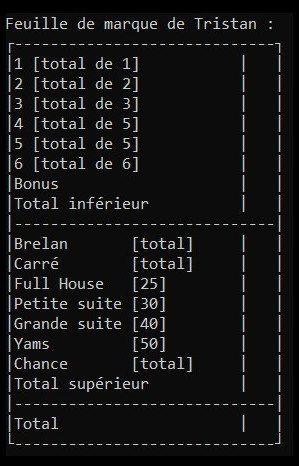 Feuille de marque de Tristan :
1 [total de 1]
2 [total de 2]
3 [total de 3]
4 [total de 5]
5 [total de 5]
6 [total de 6]
Bonus
Total inférieur
Brelan [total]
Carré [total]
Full House [25]
Petite suite [30]
Grande suite [40]
Yams [50]
Chance [total]
Total supérieur
Total